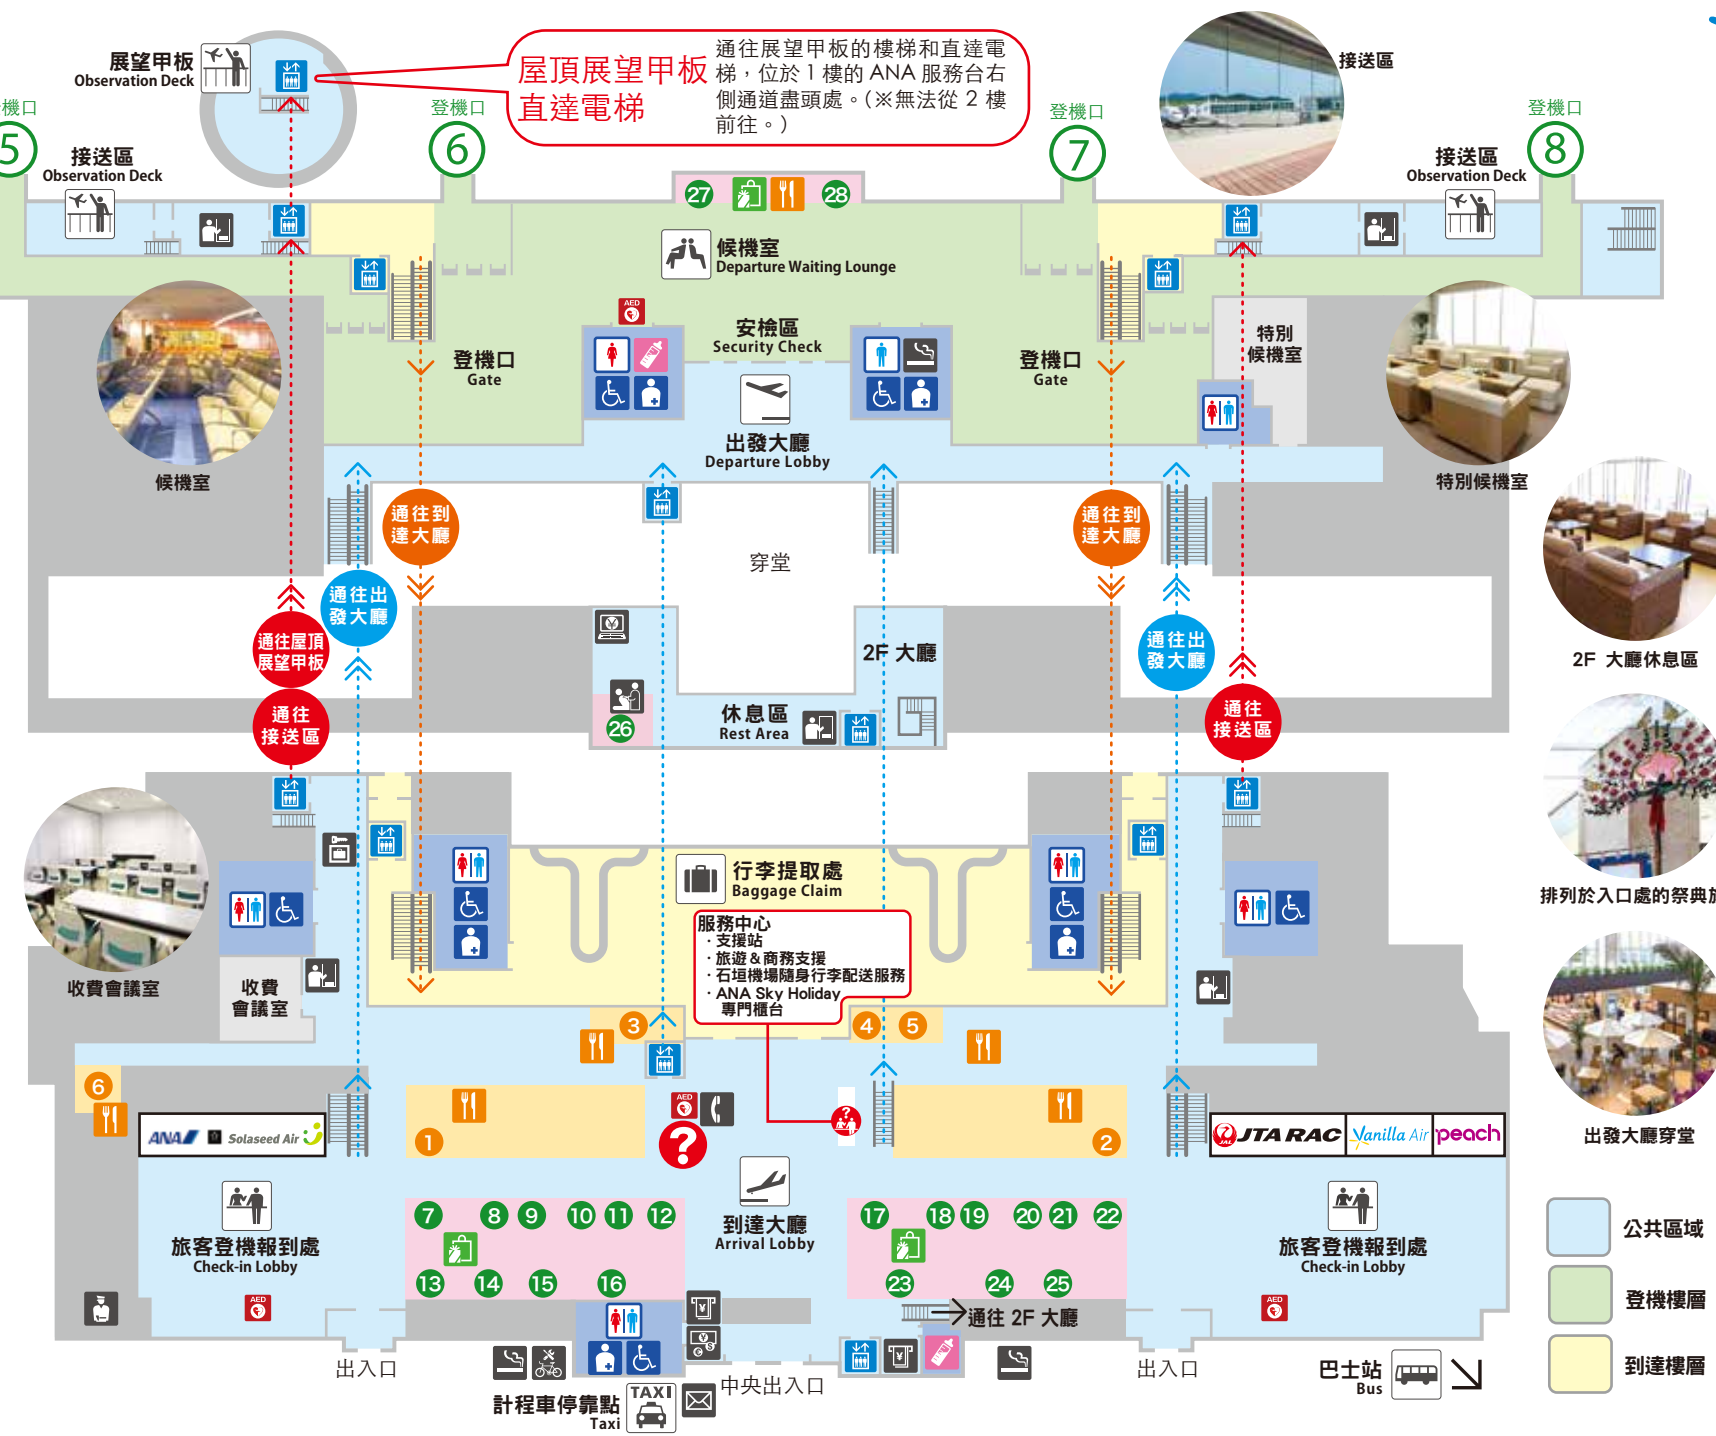 展望甲板
Observation Deck
屋頂展望甲板
直達電梯
通往展望甲板的樓梯和直達電
梯，位於 1 樓的 ANA 服務台右
側通道盡頭處。(※無法從 2 樓
前往。)
接送區
登機口
5
登機口
6
登機口
7
登機口
8
接送區
Observation Deck
接送區
Observation Deck
27
28
候機室
Departure Waiting Lounge
AED
安檢區
Security Check
登機口
Gate
登機口
Gate
特別
候機室
出發大廳
Departure Lobby
候機室
特別候機室
通往到
達大廳
通往到
達大廳
穿堂
通往出
發大廳
通往屋頂
展望甲板
通往
接送區
通往出
發大廳
通往
接送區
2F 大廳
26
休息區
Rest Area
2F 大廳休息區
行李提取處
Baggage Claim
服務中心
・支援站
・旅遊＆商務支援
・石垣機場隨身行李配送服務
・ANA Sky Holiday
專門櫃台
收費會議室
收費
會議室
排列於入口處的祭典旗
3
4
5
6
1
2
AED
?
?
ANA
Solaseed Air
JAL
JTA RAC
Vanilla Air
peach
出發大廳穿堂
旅客登機報到處
Check-in Lobby
7
8
9
10
11
12
13
14
15
16
到達大廳
Arrival Lobby
17
18
19
20
21
22
23
24
25
旅客登機報到處
Check-in Lobby
AED
AED
通往 2F 大廳
出入口
中央出入口
出入口
計程車停靠點
Taxi
TAXI
巴士站
Bus
公共區域
登機樓層
到達樓層